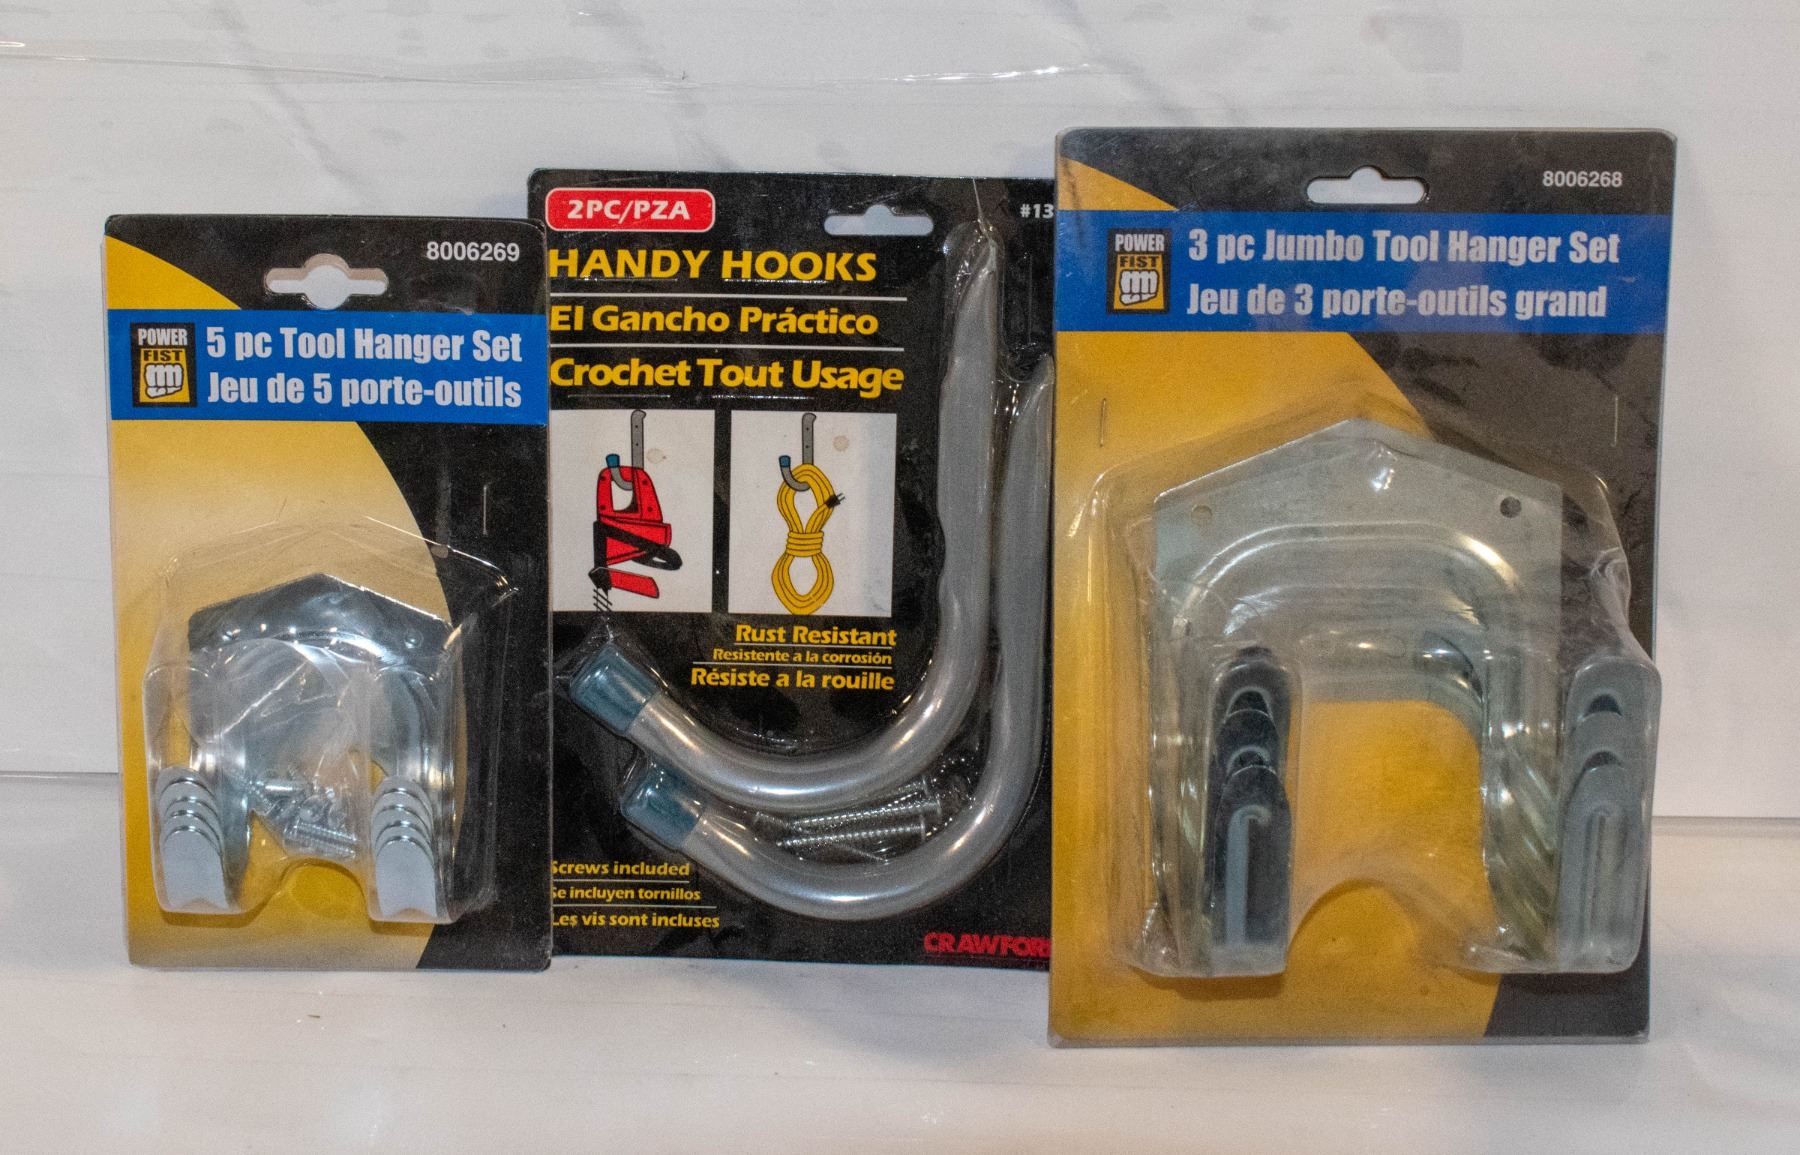 8006269
POWER
FIST
5 pc Tool Hanger Set
Jeu de 5 porte-outils
2PC/PZA
#13
HANDY HOOKS
El Gancho Práctico
Crochet Tout Usage
Rust Resistant
Resistente a la corrosión
Résiste a la rouille
Screws included
Se incluyen tornillos
Les vis sont incluses
CRAWFOR
8006268
POWER
FIST
3 pc Jumbo Tool Hanger Set
Jeu de 3 porte-outils grand